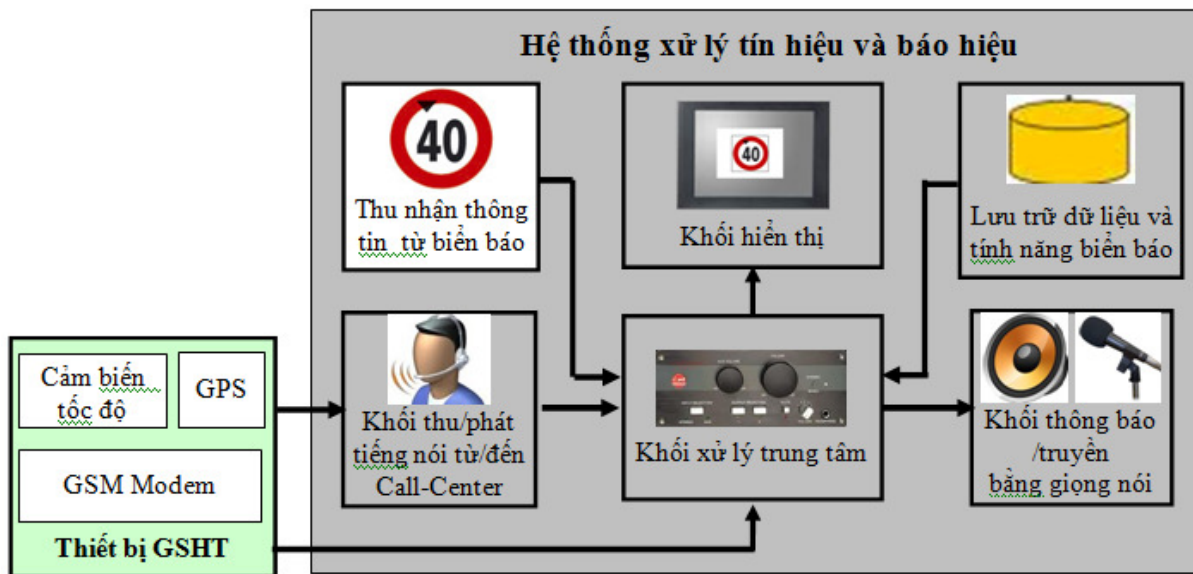 Hệ thống xử lý tín hiệu và báo hiệu
40
Thu nhận thông
tin từ biển báo
40
Khối hiển thị
Lưu trữ dữ liệu và
tính năng biển báo
Cảm biến
tốc độ
GPS
GSM Modem
Thiết bị GSHT
Khối thu/phát
tiếng nói từ/đến
Call-Center
Khối xử lý trung tâm
Khối thông báo
/truyền
bằng giọng nói